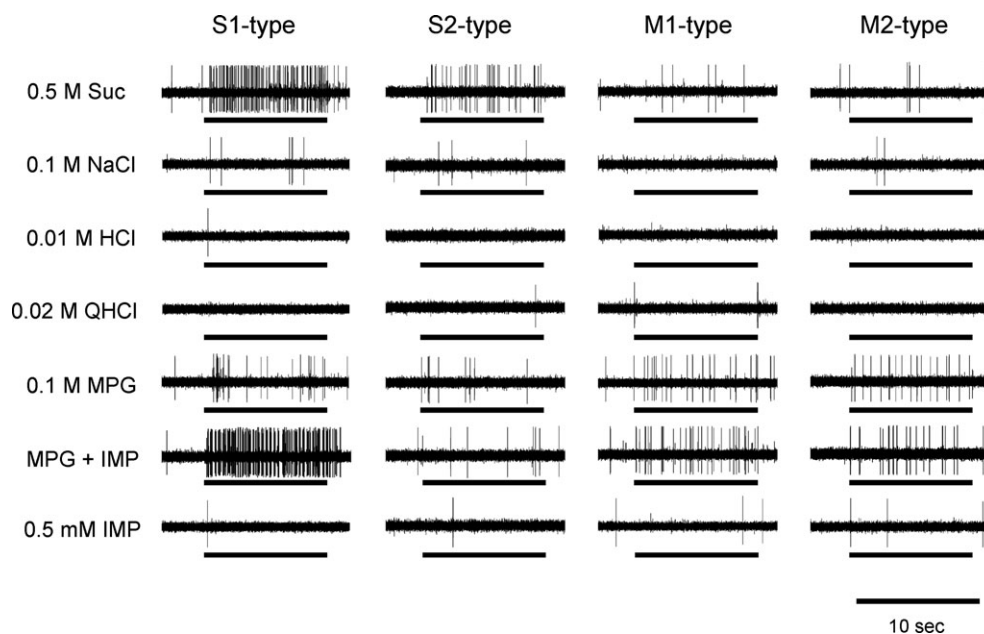 S1-type S2-type M1-type M2-type
0.5 M Suc
0.1 M NaCl
0.01 M HCl
0.02 M QHCl
0.1 M MPG
MPG + IMP
0.5 mM IMP
10 sec